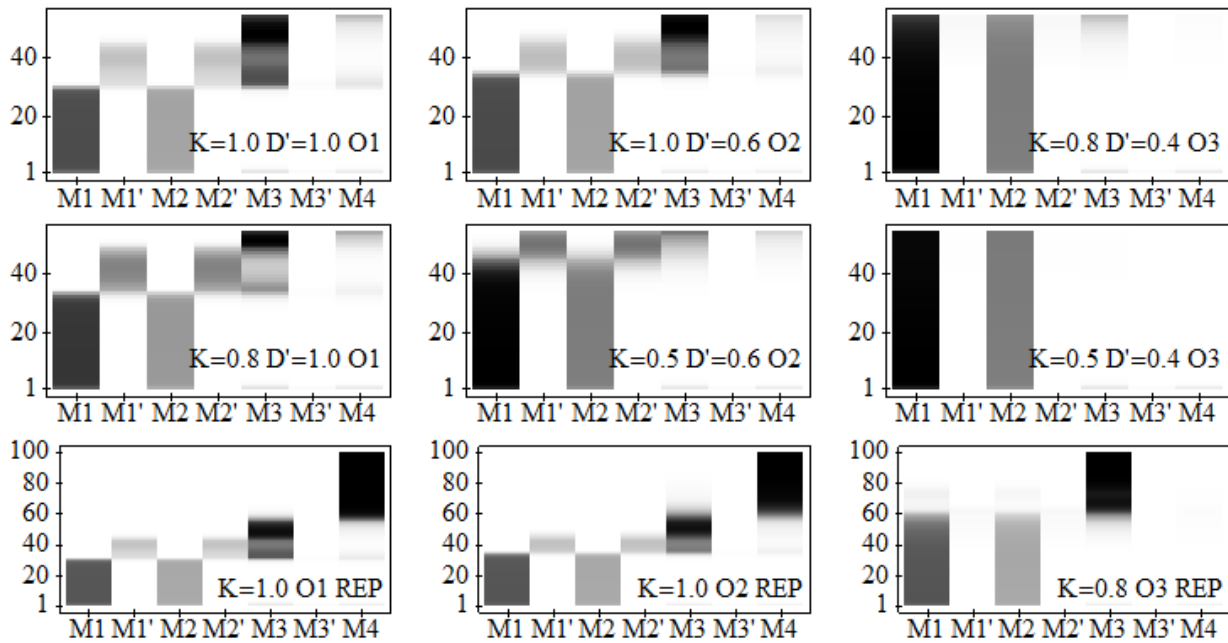 40 20 1 K=1.0 D'=1.0 O1
M1 M1' M2 M2' M3 M3' M4
40 20 1 K=1.0 D'=0.6 O2
M1 M1' M2 M2' M3 M3' M4
40 20 1 K=0.8 D'=0.4 O3
M1 M1' M2 M2' M3 M3' M4
40 20 1 K=0.8 D'=1.0 O1
M1 M1' M2 M2' M3 M3' M4
40 20 1 K=0.5 D'=0.6 O2
M1 M1' M2 M2' M3 M3' M4
40 20 1 K=0.5 D'=0.4 O3
M1 M1' M2 M2' M3 M3' M4
100 80 60 40 20 1 K=1.0 O1 REP
M1 M1' M2 M2' M3 M3' M4
100 80 60 40 20 1 K=1.0 O2 REP
M1 M1' M2 M2' M3 M3' M4
100 80 60 40 20 1 K=0.8 O3 REP
M1 M1' M2 M2' M3 M3' M4